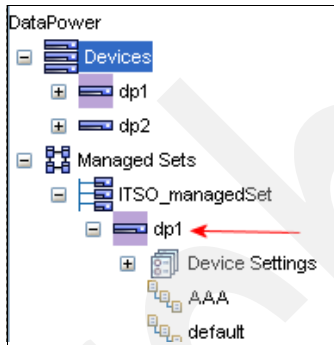 DataPower
Devices
dp1
dp2
Managed Sets
ITSO_managedSet
dp1
Device Settings
AAA
default